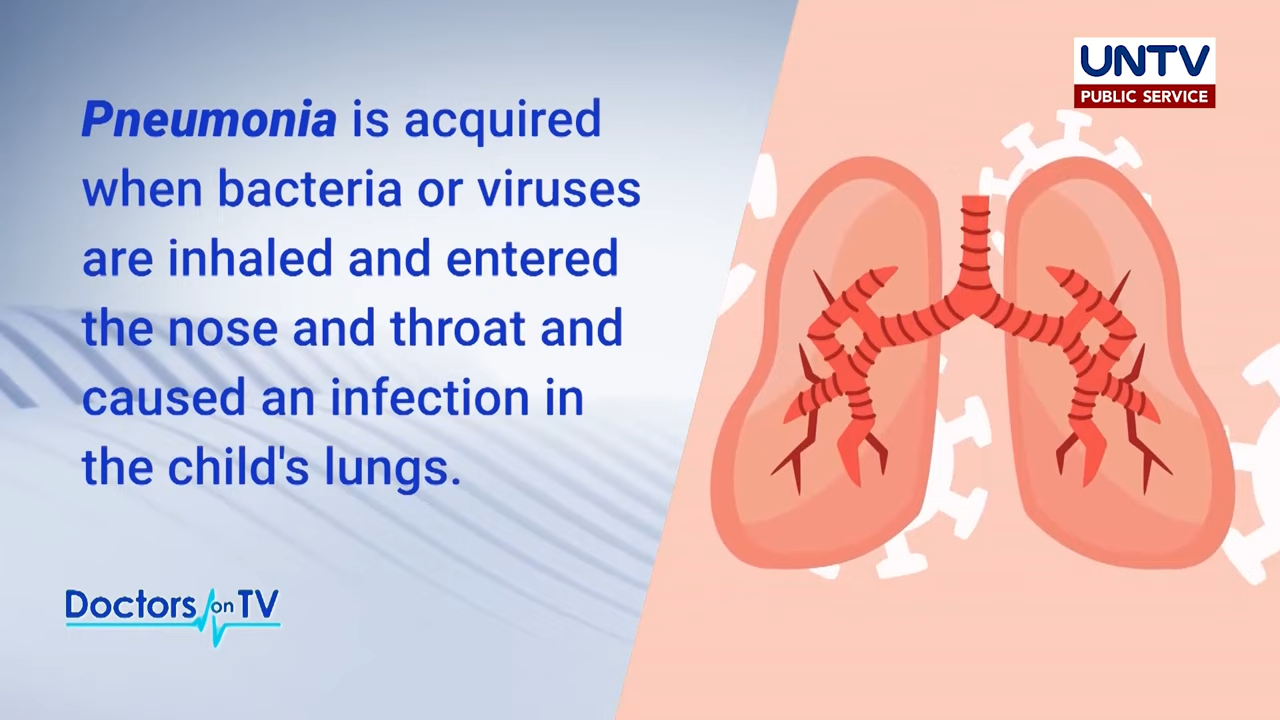 UNTV
PUBLIC SERVICE
Pneumonia is acquired
when bacteria or viruses
are inhaled and entered
the nose and throat and
caused an infection in
the child's lungs.
Doctors on TV